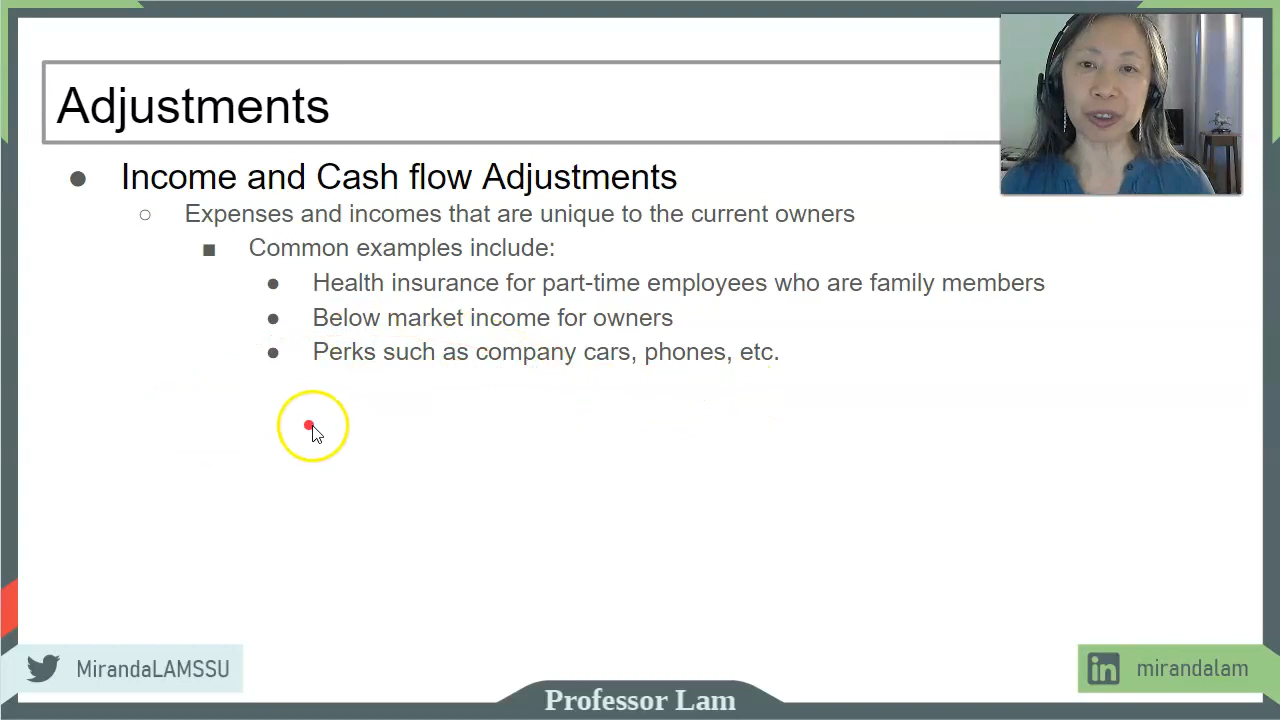 Adjustments
● Income and Cash flow Adjustments
○ Expenses and incomes that are unique to the current owners
■ Common examples include:
● Health insurance for part-time employees who are family members
● Below market income for owners
● Perks such as company cars, phones, etc.
MirandaLAMSSU
in mirandalam
Professor Lam